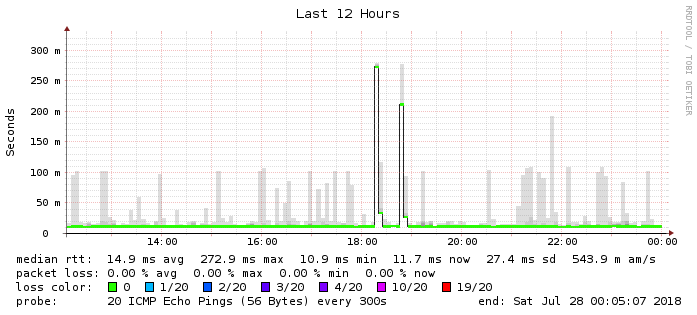 Last 12 Hours
RRDTOOL / TOBI OETIKER
Seconds
300 m
250 m
200 m
150 m
100 m
50 m
0
14:00 16:00 18:00 20:00 22:00 00:00
median rtt: 14.9 ms avg 272.9 ms max 10.9 ms min 11.7 ms now 27.4 ms sd 543.9 m am/s
packet loss: 0.00 % avg 0.00 % max 0.00 % min 0.00 % now
loss color: 0 1/20 2/20 3/20 4/20 10/20 19/20
probe: 20 ICMP Echo Pings (56 Bytes) every 300s end: Sat Jul 28 00:05:07 2018